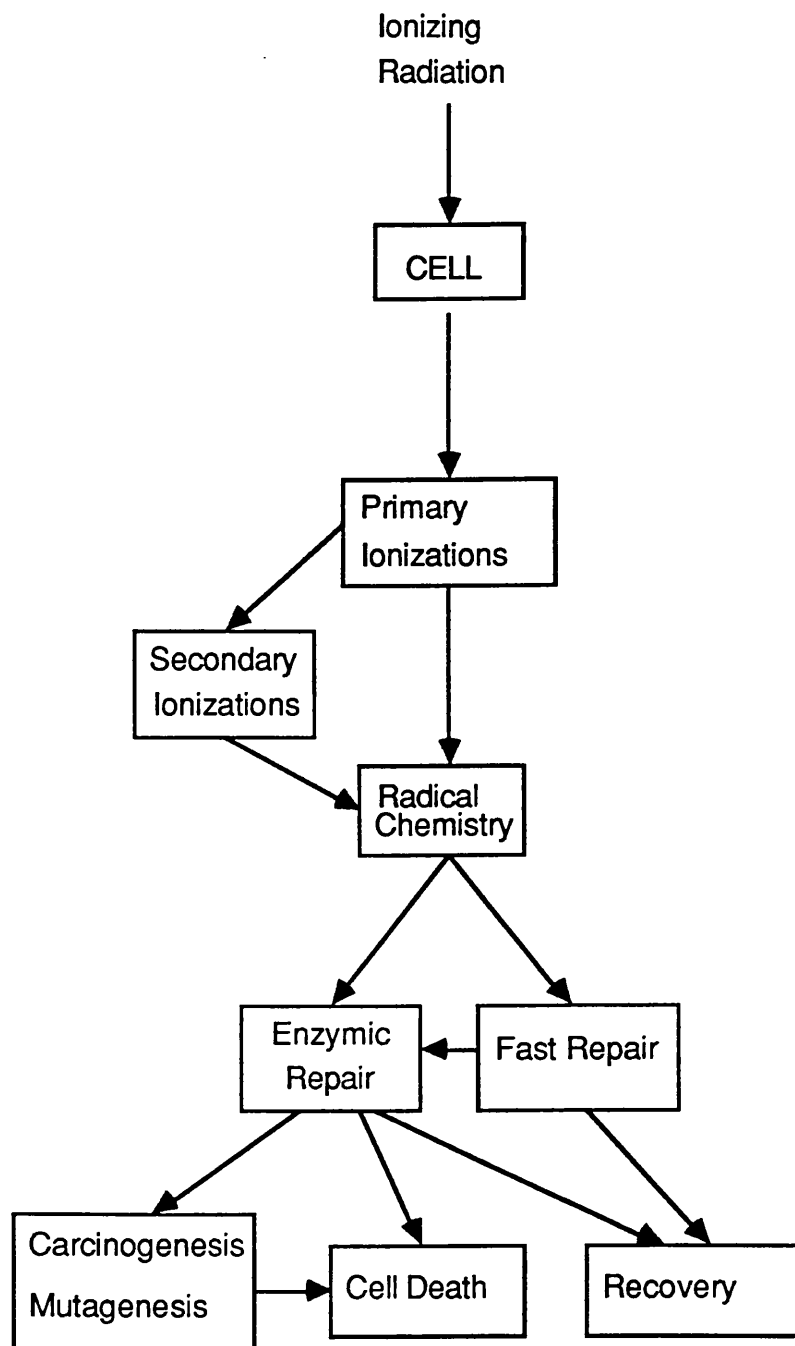 Ionizing
Radiation
CELL
Primary
Ionizations
Secondary
Ionizations
Radical
Chemistry
Enzymic
Repair
Fast Repair
Carcinogenesis
Mutagenesis
Cell Death
Recovery